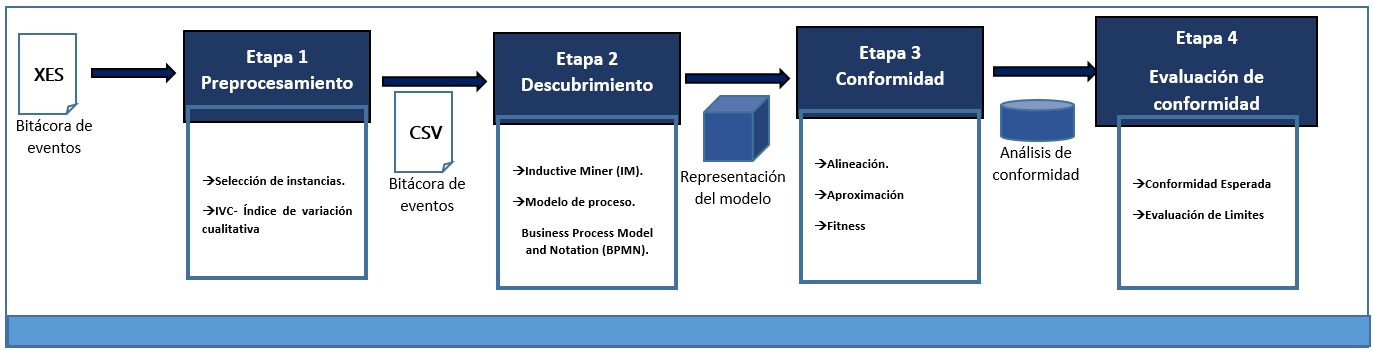 XES
Bitácora de
eventos
Etapa 1
Preprocesamiento
→Selección de instancias.
→IVC- Índice de variación
cualitativa
CSV
Bitácora de
eventos
Etapa 2
Descubrimiento
→Inductive Miner (IM).
→Modelo de proceso.
Business Process Model
and Notation (BPMN).
Representación
del modelo
Etapa 3
Conformidad
→Alineación.
→Aproximación
→Fitness
Análisis de
conformidad
Etapa 4
Evaluación de
conformidad
→Conformidad Esperada
→Evaluación de Limites